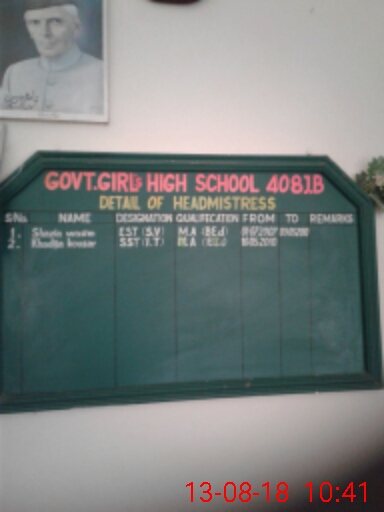 GOVT.GIRLS HIGH SCHOOL 408J.B
DETAIL OF HEADMISTRESS
S/No. NAME DESIGNATION QUALIFICATION FROM TO REMARKS
1. EST (S.V) M.A (B.Ed)
2. Khadija kousar SST (I.T) M.A (B.Ed)
13-08-18 10:41